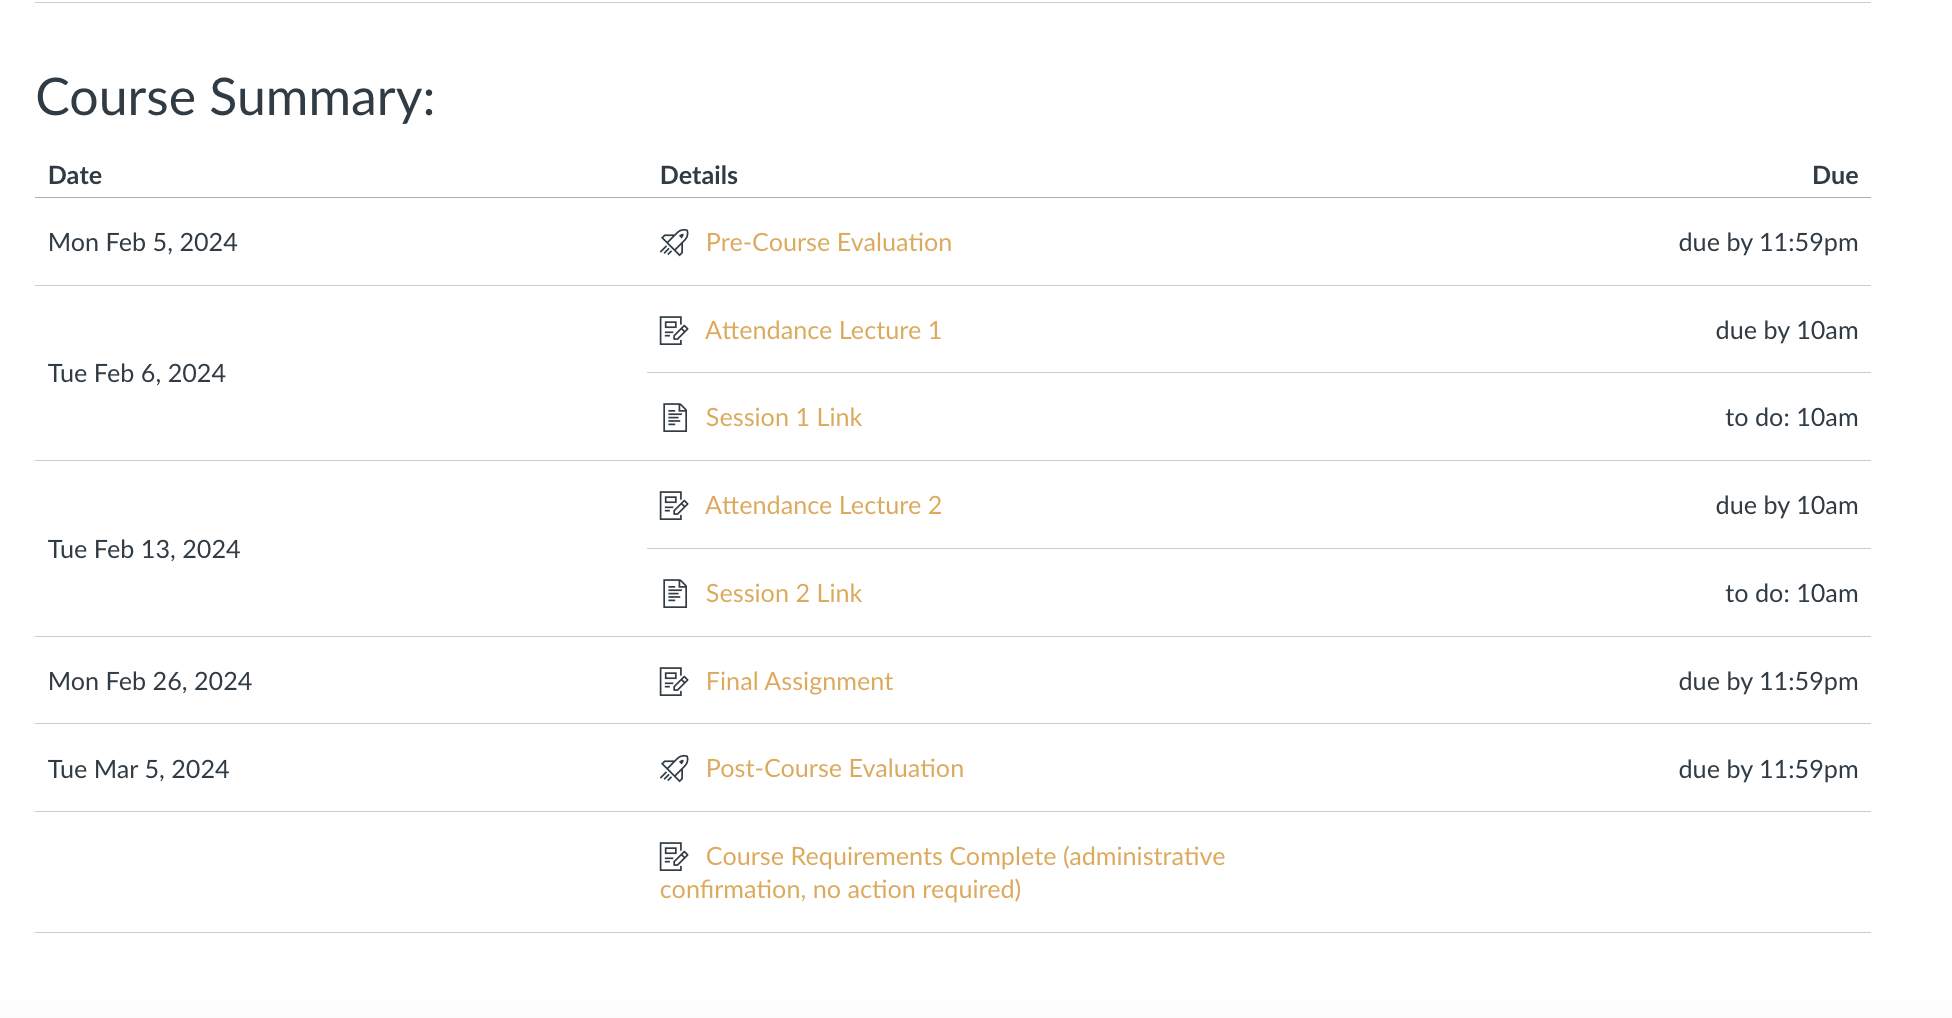 Course Summary:
Date Details Due
Mon Feb 5, 2024 Pre-Course Evaluation due by 11:59pm
Attendance Lecture 1 due by 10am
Tue Feb 6, 2024
Session 1 Link to do: 10am
Attendance Lecture 2 due by 10am
Tue Feb 13, 2024
Session 2 Link to do: 10am
Mon Feb 26, 2024 Final Assignment due by 11:59pm
Tue Mar 5, 2024 Post-Course Evaluation due by 11:59pm
Course Requirements Complete (administrative
confirmation, no action required)